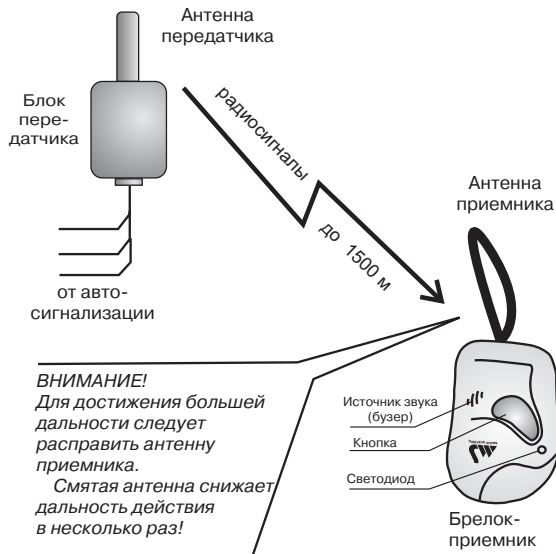 Антенна
передатчика
Блок
пере-
датчика
радиосигналы
до 1500 м
Антенна
приемника
от авто-
сигнализации
ВНИМАНИЕ!
Для достижения большей
дальности следует
расправить антенну
приемника.
Смятая антенна снижает
дальность действия
в несколько раз!
Источник звука
(бузер)
Кнопка
Светодиод
Брелок-
приемник